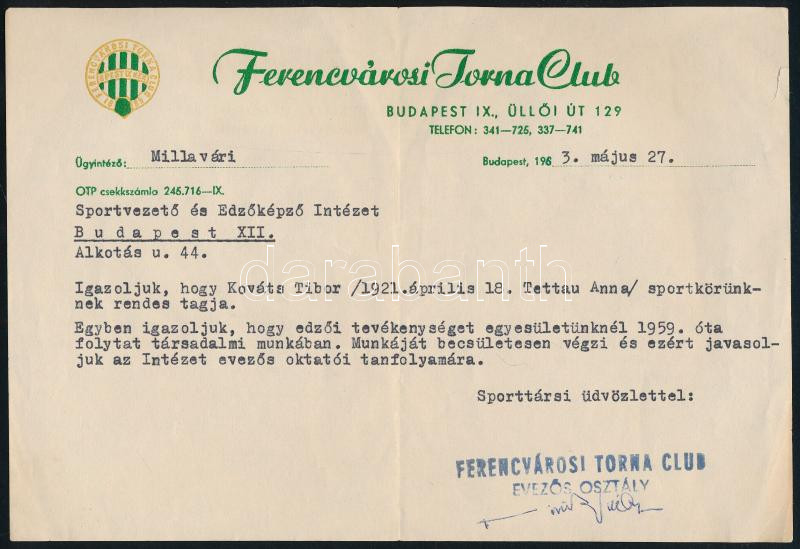 Ferencvárosi Torna Club
BUDAPEST IX., ÜLLŐI ÚT 129
TELEFON: 341—725, 337—741
Ügyintéző: Millavári
Budapest, 1963. május 27.
OTP csekkszámla 245.716—IX.
Sportvezető és Edzőképző Intézet
Budapest XII.
Alkotás u. 44.
Igazoljuk, hogy Kováts Tibor /1921.április 18. Tettau Anna/ sportkörünk-
nek rendes tagja.
Egyben igazoljuk, hogy edzői tevékenységet egyesületünknél 1959. óta
folytat társadalmi munkában. Munkáját becsületesen végzi és ezért javasol-
juk az Intézet evezős oktatói tanfolyamára.
Sporttársi üdvözlettel:
FERENCVÁROSI TORNA CLUB
EVEZŐS OSZTÁLY
darabanth